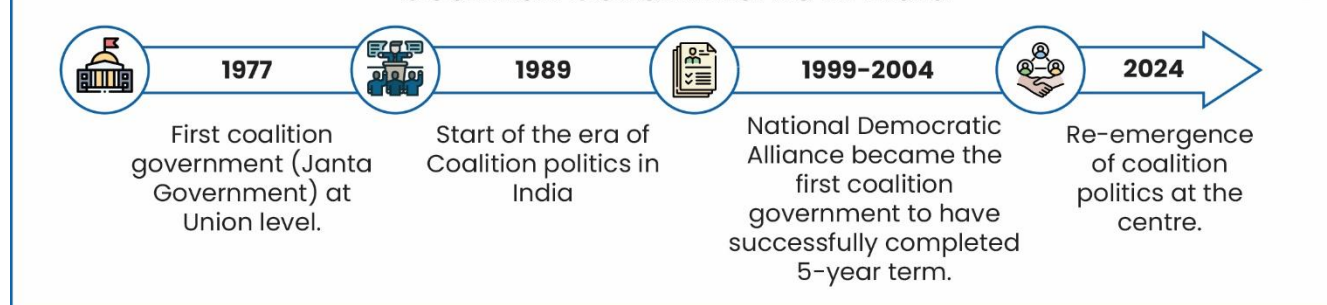 1977
First coalition
government (Janta
Government) at
Union level.
1989
Start of the era of
Coalition politics in
India
1999-2004
National Democratic
Alliance became the
first coalition
government to have
successfully completed
5-year term.
2024
Re-emergence
of coalition
politics at the
centre.